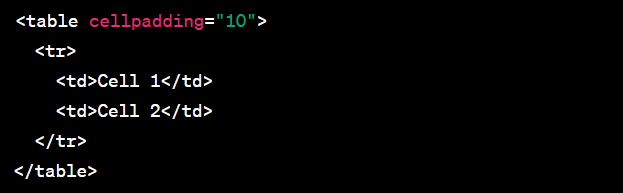 <table cellpadding="10">
  <tr>
    <td>Cell 1</td>
    <td>Cell 2</td>
  </tr>
</table>